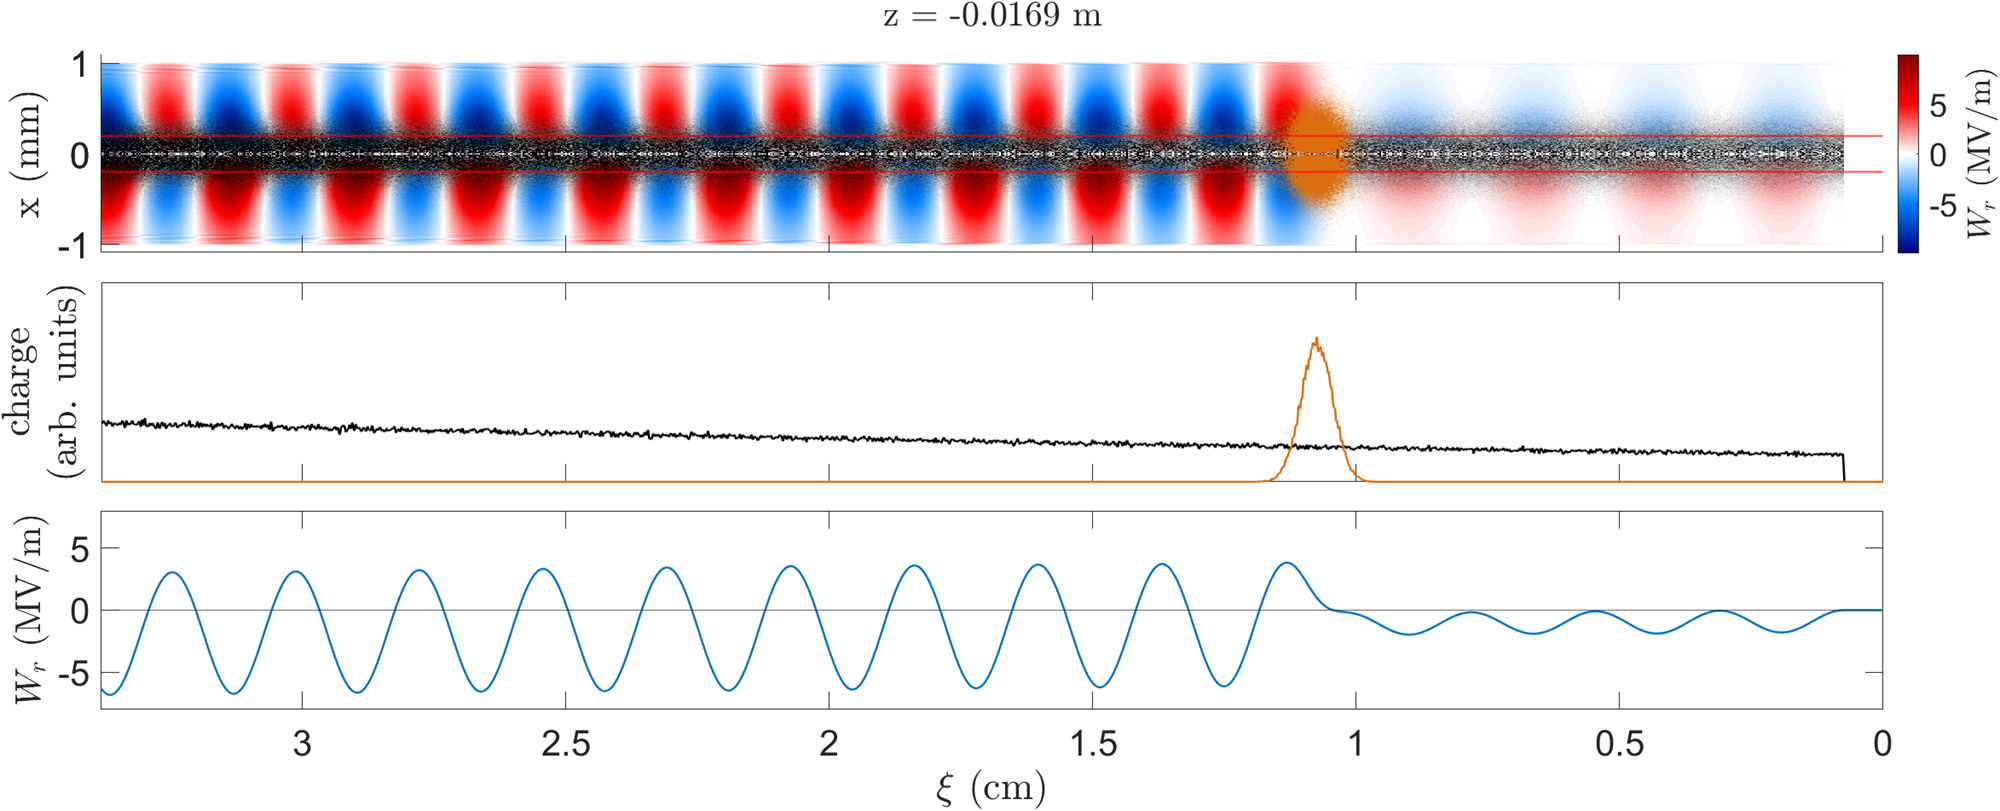 z = -0.0169 m
1
0
-1
x (mm)
5
0
-5
W_r (MV/m)
charge
(arb. units)
5
0
-5
W_r (MV/m)
3
2.5
2
1.5
1
0.5
0
ξ (cm)